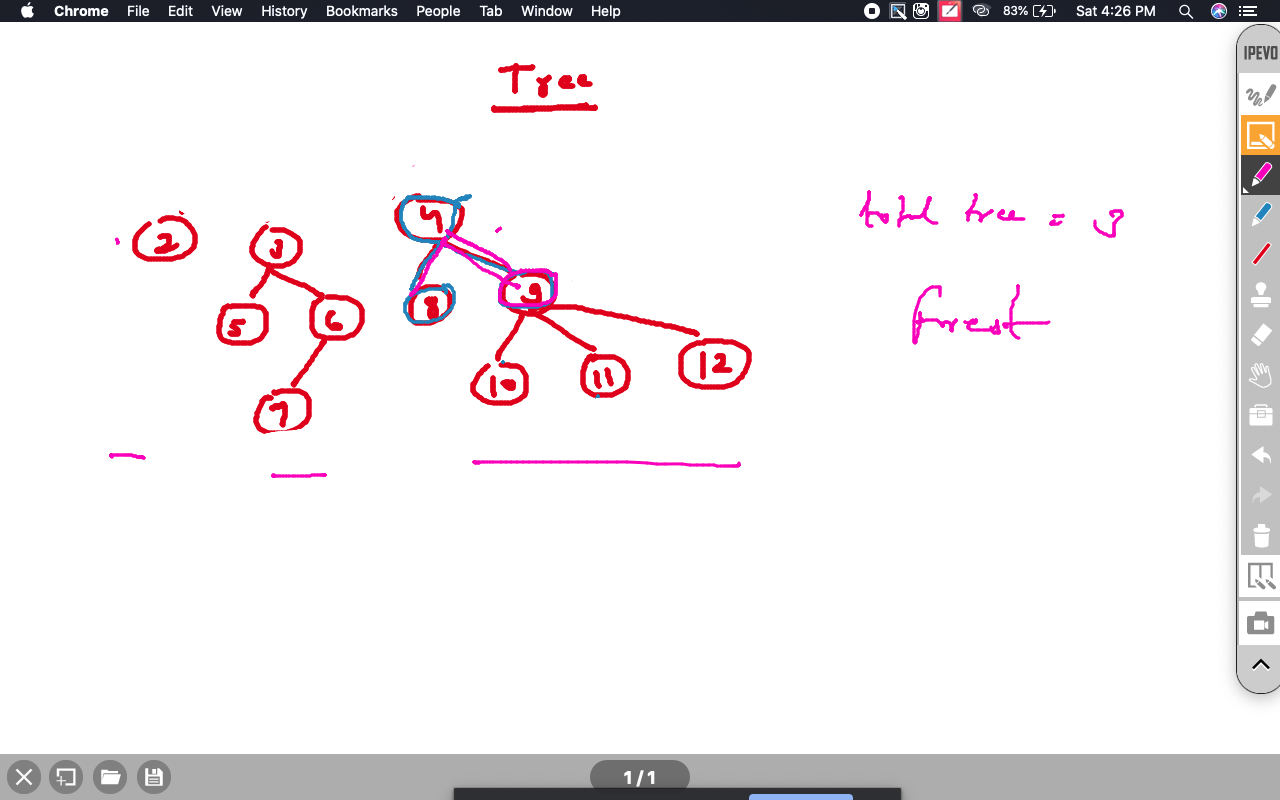 Chrome File Edit View History Bookmarks People Tab Window Help 83% Sat 4:26 PM
IPEVO
Tree
total tree = 3
forest
2 3 4
5 6 8 9
7 10 11 12
1 / 1